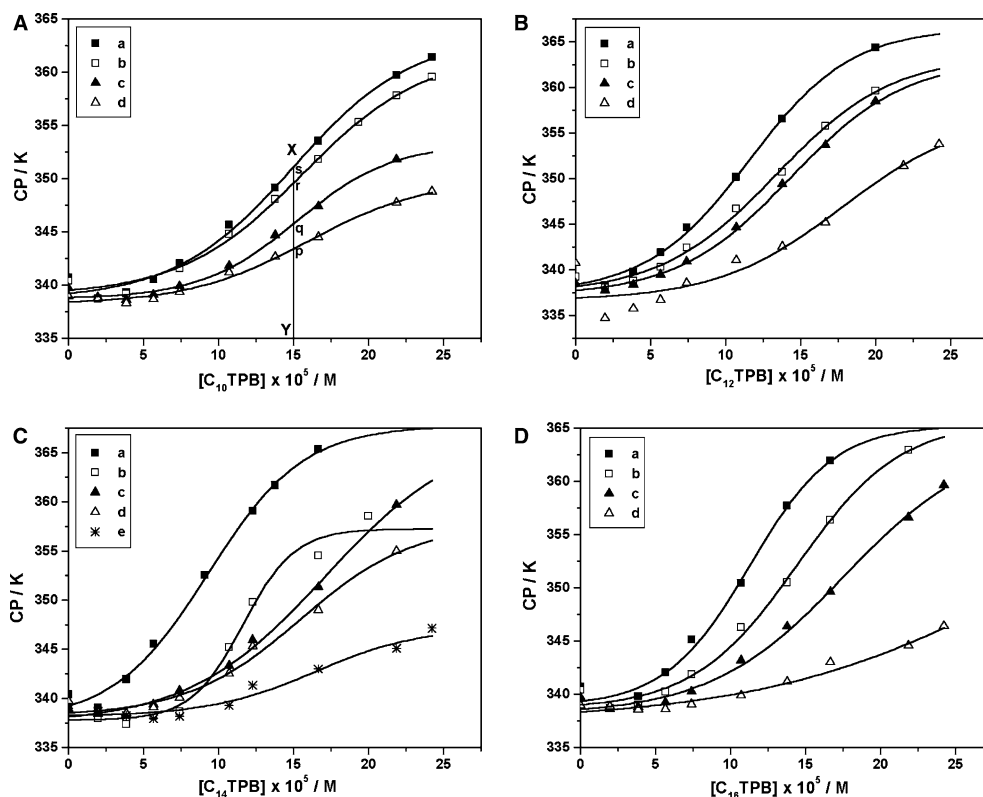 A
365
360
355
350
345
340
335
CP / K
a
b
c
d
X
s
r
q
p
Y
0 5 10 15 20 25
[C10TPB] x 10^5 / M
B
365
360
355
350
345
340
335
CP / K
a
b
c
d
0 5 10 15 20 25
[C12TPB] x 10^5 / M
C
365
360
355
350
345
340
335
CP / K
a
b
c
d
e
0 5 10 15 20 25
[C14TPB] x 10^5 / M
D
365
360
355
350
345
340
335
CP / K
a
b
c
d
0 5 10 15 20 25
[C16TPB] x 10^5 / M